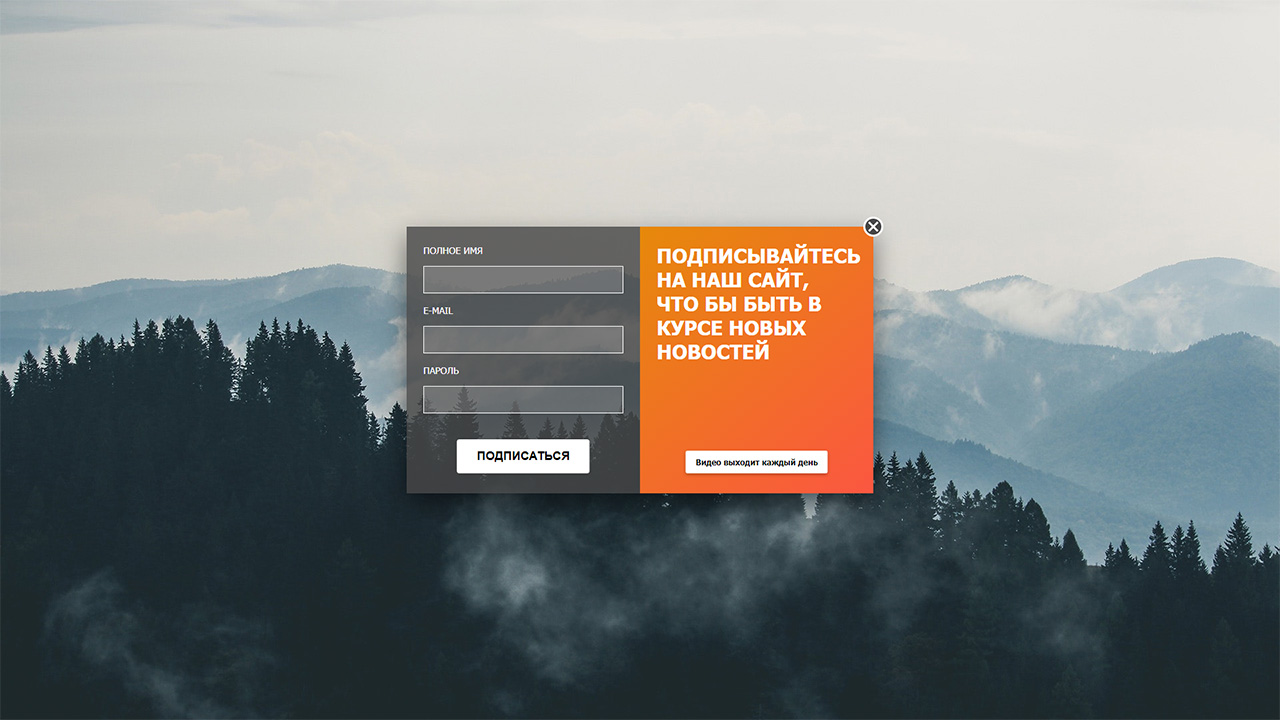 ПОЛНОЕ ИМЯ
E-MAIL
ПАРОЛЬ
ПОДПИСАТЬСЯ
ПОДПИСЫВАЙТЕСЬ
НА НАШ САЙТ,
ЧТО БЫ БЫТЬ В
КУРСЕ НОВЫХ
НОВОСТЕЙ
Видео выходит каждый день